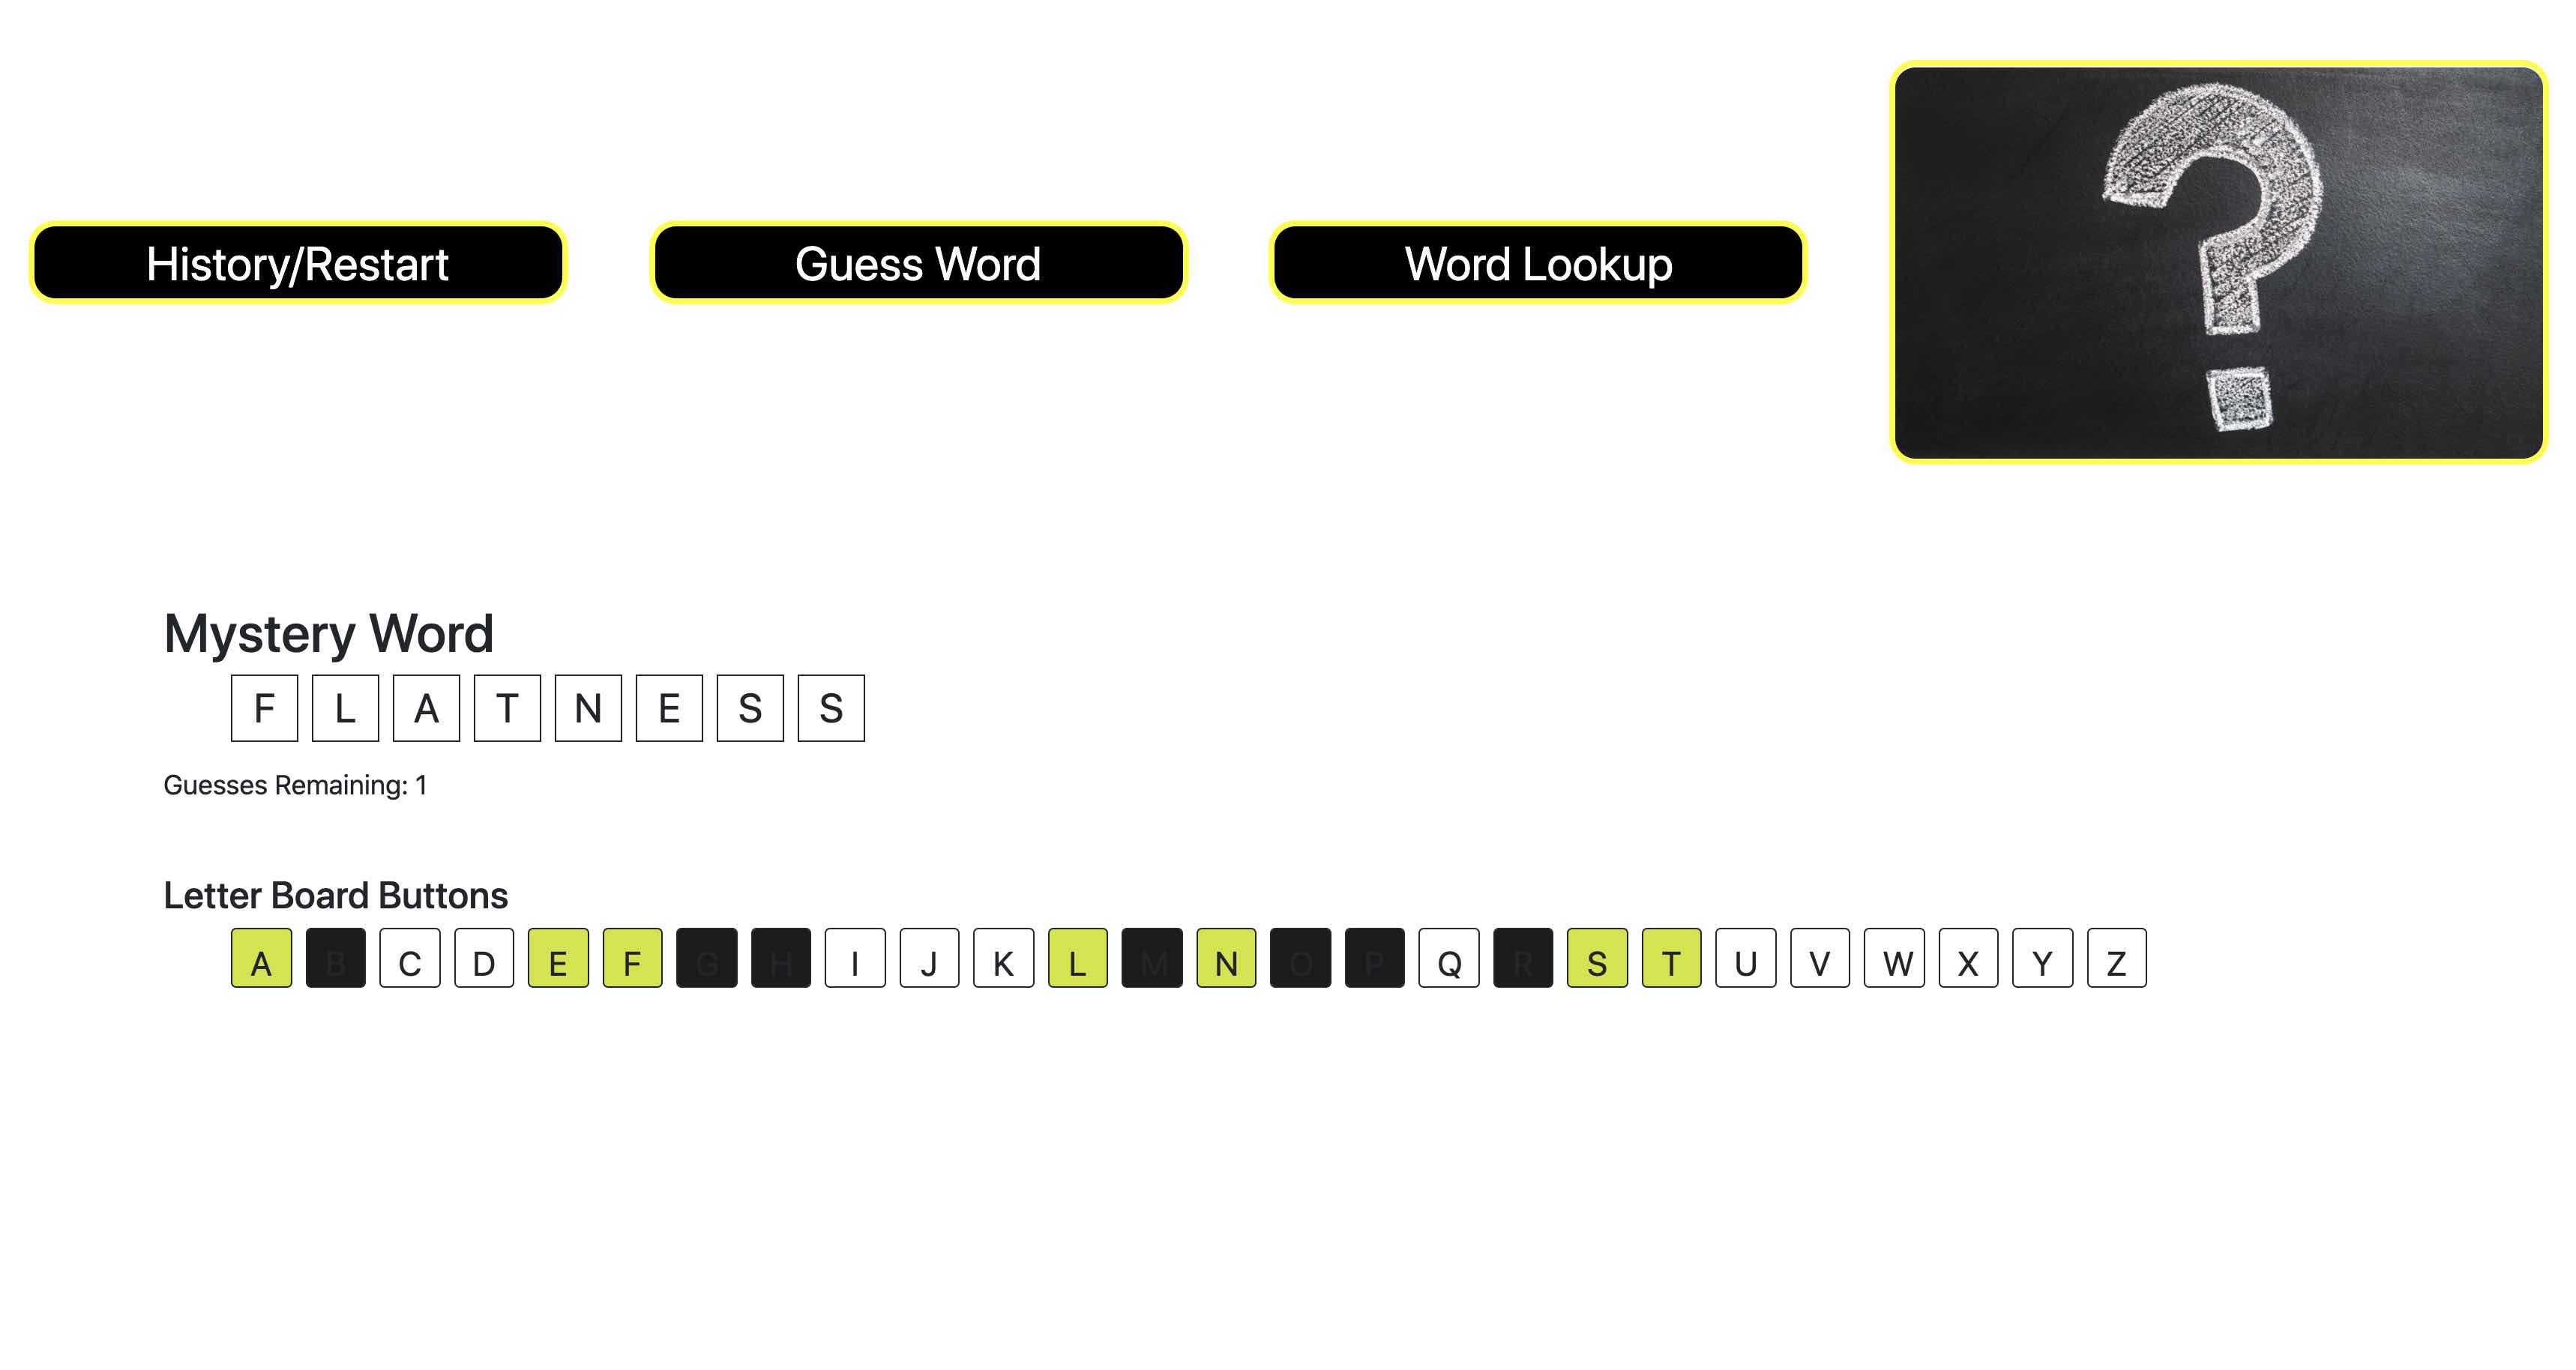 History/Restart Guess Word Word Lookup
?
Mystery Word
F L A T N E S S
Guesses Remaining: 1
Letter Board Buttons
A B C D E F G H I J K L M N O P Q R S T U V W X Y Z